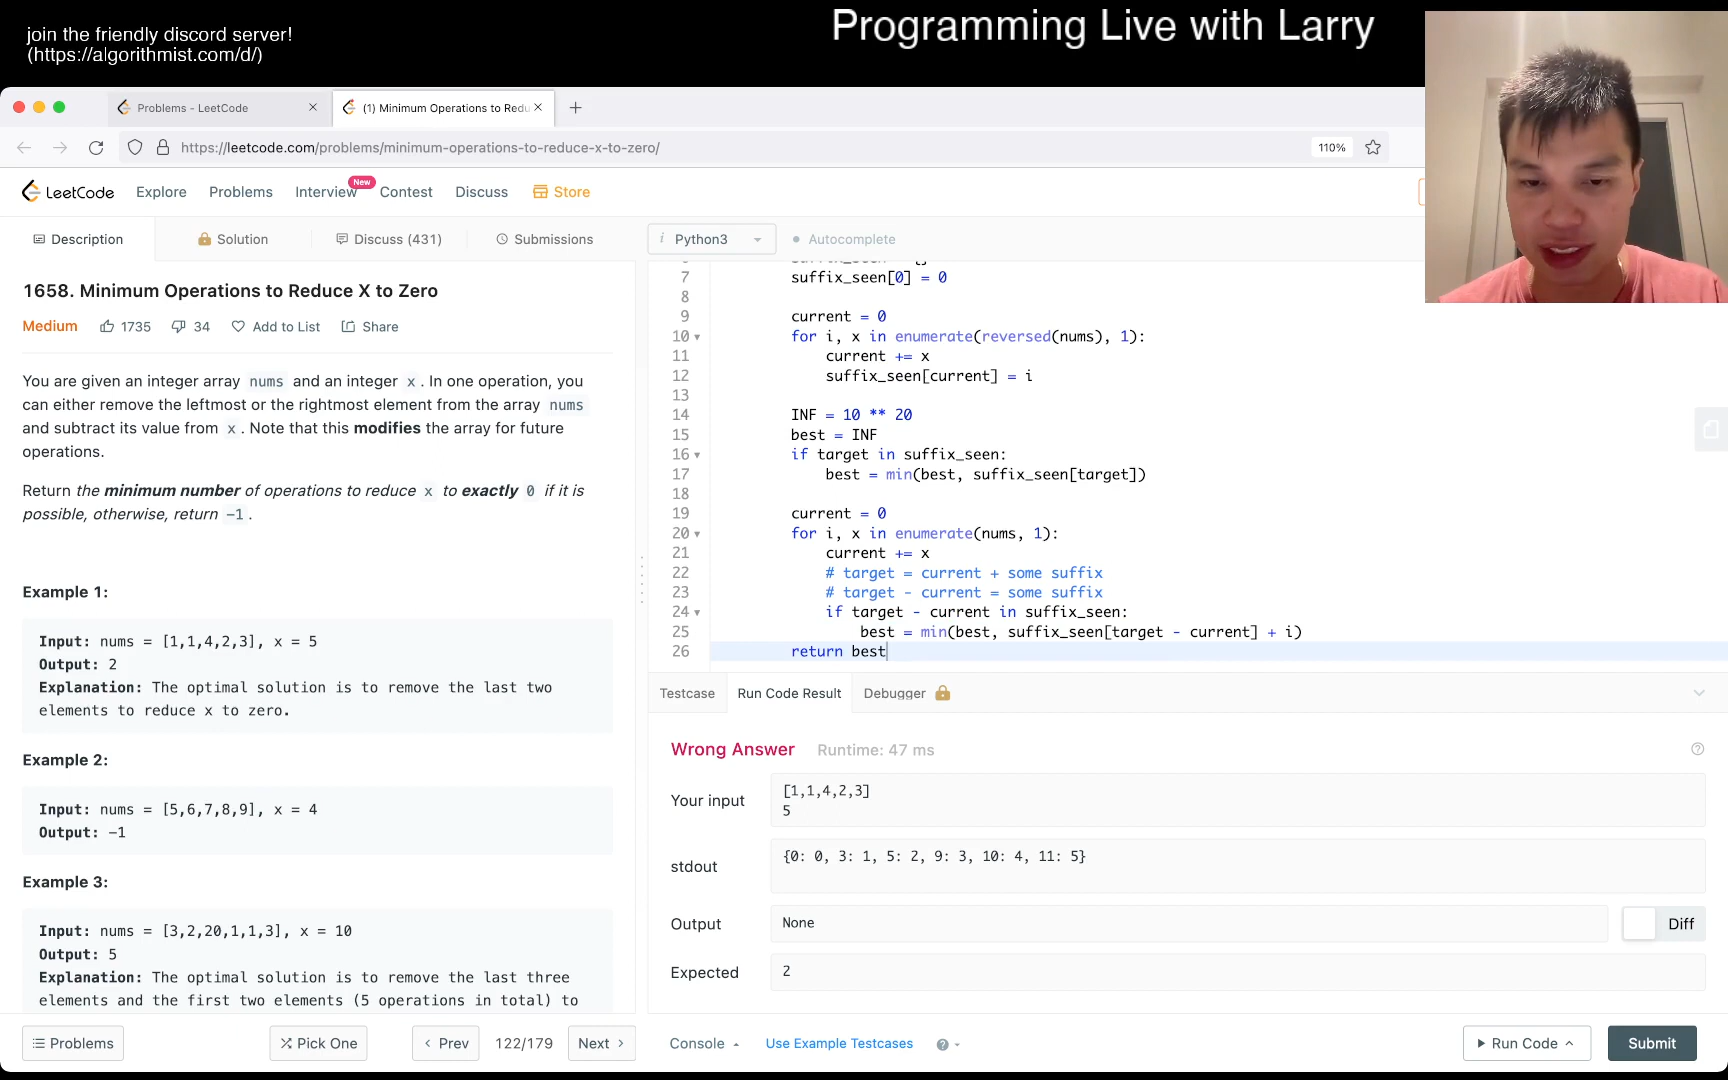 join the friendly discord server!
(https://algorithmist.com/d/)
Programming Live with Larry
Problems - LeetCode
(1) Minimum Operations to Redu
https://leetcode.com/problems/minimum-operations-to-reduce-x-to-zero/
110%
LeetCode Explore Problems Interview New Contest Discuss Store
Description Solution Discuss (431) Submissions
i Python3 Autocomplete
1658. Minimum Operations to Reduce X to Zero
Medium 1735 34 Add to List Share
You are given an integer array nums and an integer x. In one operation, you
can either remove the leftmost or the rightmost element from the array nums
and subtract its value from x. Note that this modifies the array for future
operations.
Return the minimum number of operations to reduce x to exactly 0 if it is
possible, otherwise, return -1.
Example 1:
Input: nums = [1,1,4,2,3], x = 5
Output: 2
Explanation: The optimal solution is to remove the last two
elements to reduce x to zero.
Example 2:
Input: nums = [5,6,7,8,9], x = 4
Output: -1
Example 3:
Input: nums = [3,2,20,1,1,3], x = 10
Output: 5
Explanation: The optimal solution is to remove the last three
elements and the first two elements (5 operations in total) to
7 suffix_seen[0] = 0
8
9 current = 0
10 for i, x in enumerate(reversed(nums), 1):
11 current += x
12 suffix_seen[current] = i
13
14 INF = 10 ** 20
15 best = INF
16 if target in suffix_seen:
17 best = min(best, suffix_seen[target])
18
19 current = 0
20 for i, x in enumerate(nums, 1):
21 current += x
22 # target = current + some suffix
23 # target - current = some suffix
24 if target - current in suffix_seen:
25 best = min(best, suffix_seen[target - current] + i)
26 return best
Testcase Run Code Result Debugger
Wrong Answer Runtime: 47 ms
Your input
[1,1,4,2,3]
5
stdout
{0: 0, 3: 1, 5: 2, 9: 3, 10: 4, 11: 5}
Output
None
Diff
Expected
2
Problems Pick One Prev 122/179 Next Console Use Example Testcases Run Code Submit